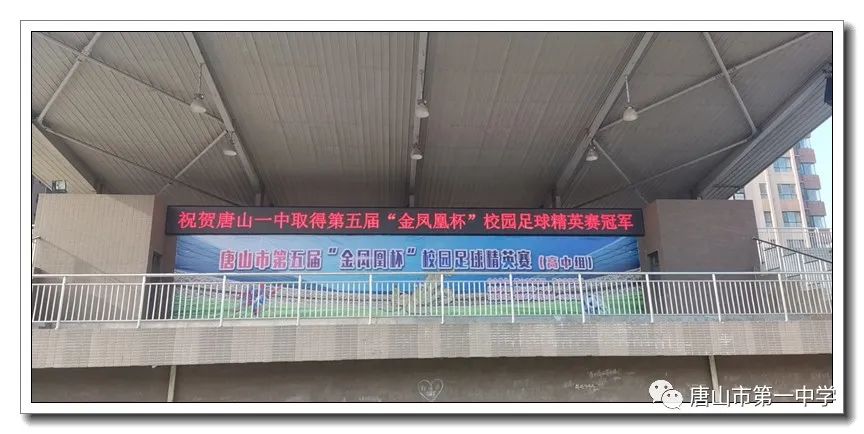 祝贺唐山一中取得第五届“金凤凰杯”校园足球精英赛冠军
唐山市第五届“金凤凰杯”校园足球精英赛（高中组）
唐山市第一中学